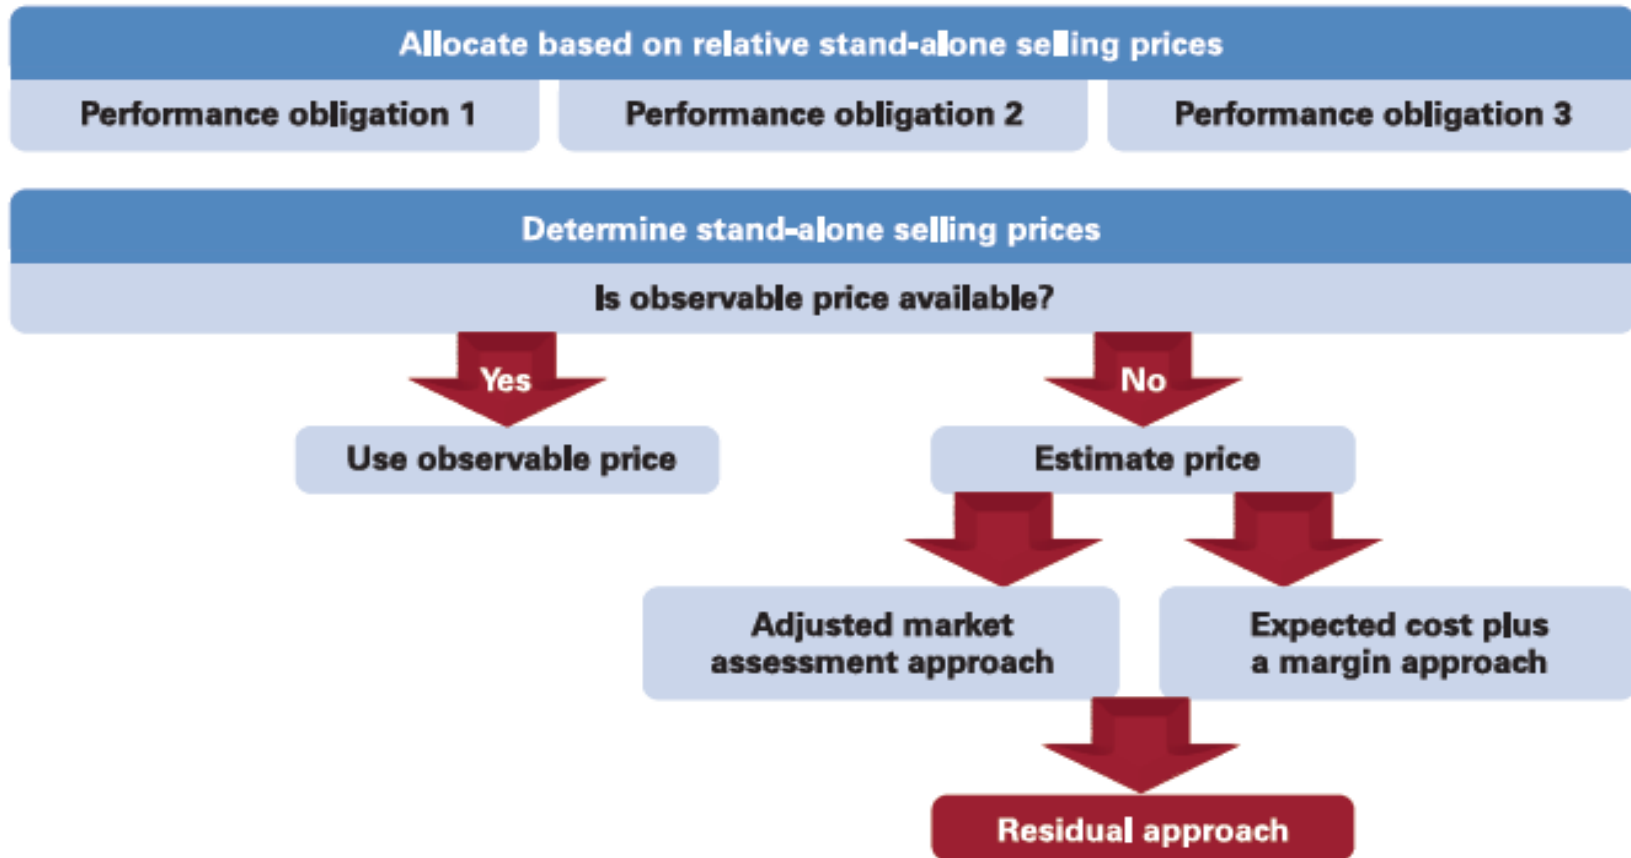 Allocate based on relative stand-alone selling prices
Performance obligation 1
Performance obligation 2
Performance obligation 3
Determine stand-alone selling prices
Is observable price available?
Yes
No
Use observable price
Estimate price
Adjusted market
assessment approach
Expected cost plus
a margin approach
Residual approach